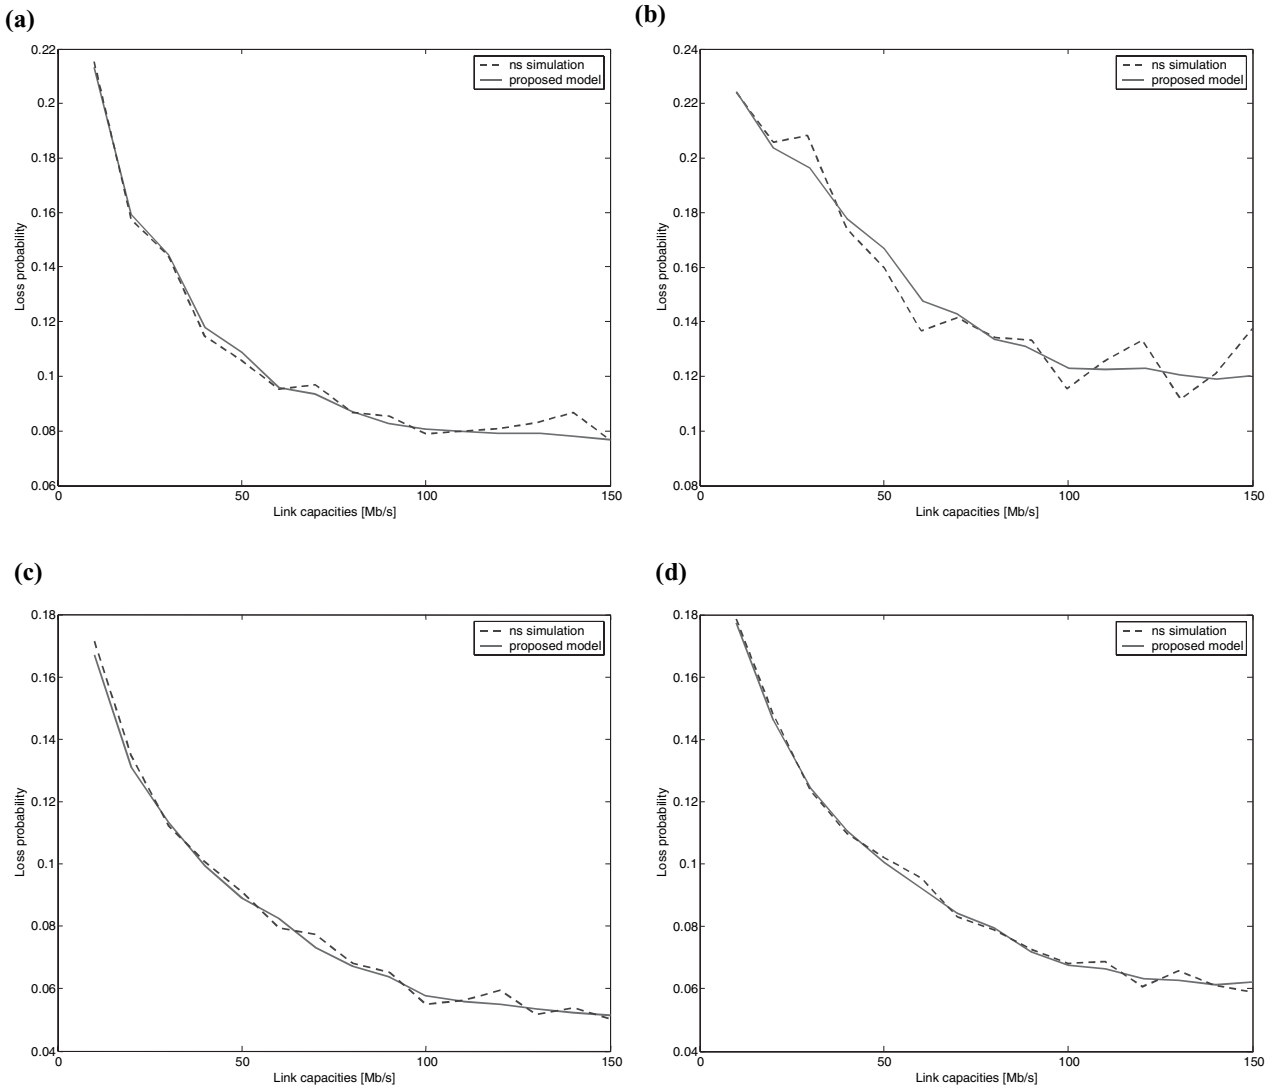 (a)
0.22
0.2
0.18
0.16
0.14
0.12
0.1
0.08
0.06
0
50
100
150
Loss probability
Link capacities [Mb/s]
ns simulation
proposed model
(b)
0.24
0.22
0.2
0.18
0.16
0.14
0.12
0.1
0.08
0
50
100
150
Loss probability
Link capacities [Mb/s]
ns simulation
proposed model
(c)
0.18
0.16
0.14
0.12
0.1
0.08
0.06
0.04
0
50
100
150
Loss probability
Link capacities [Mb/s]
ns simulation
proposed model
(d)
0.18
0.16
0.14
0.12
0.1
0.08
0.06
0.04
0
50
100
150
Loss probability
Link capacities [Mb/s]
ns simulation
proposed model